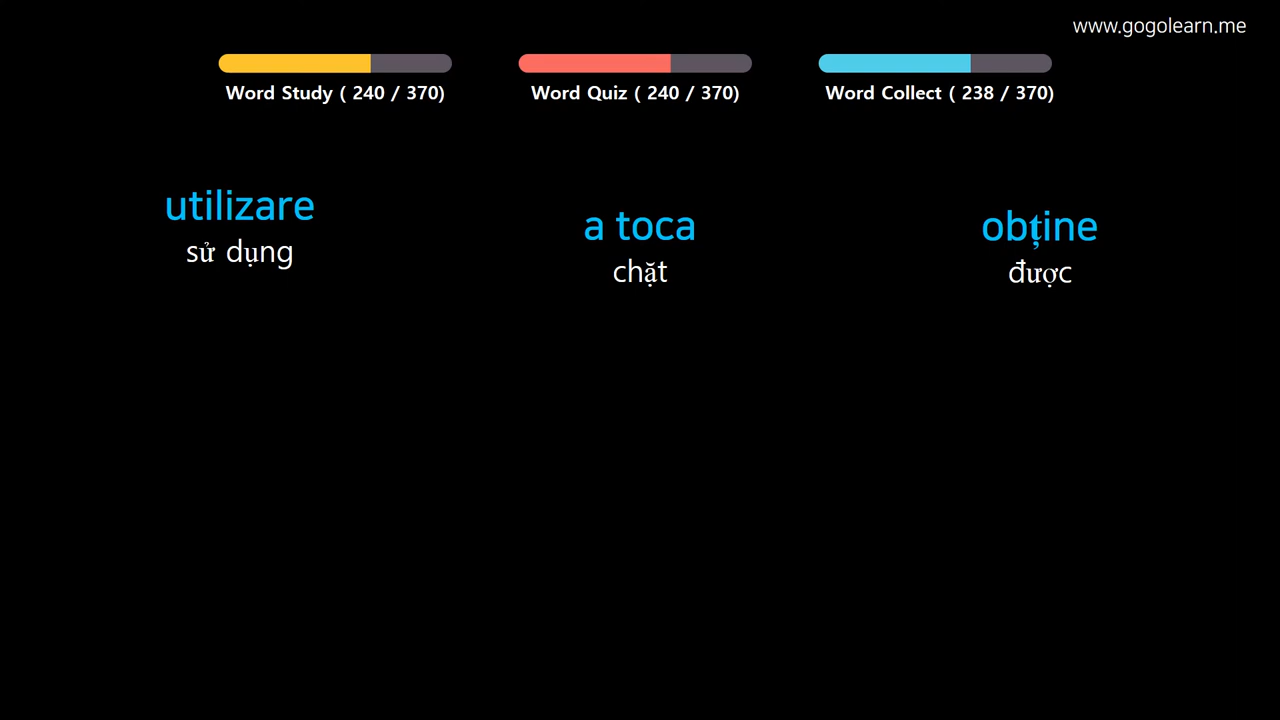 www.gogolearn.me
Word Study ( 240 / 370)
Word Quiz ( 240 / 370)
Word Collect ( 238 / 370)
utilizare
sử dụng
a toca
chặt
obține
được